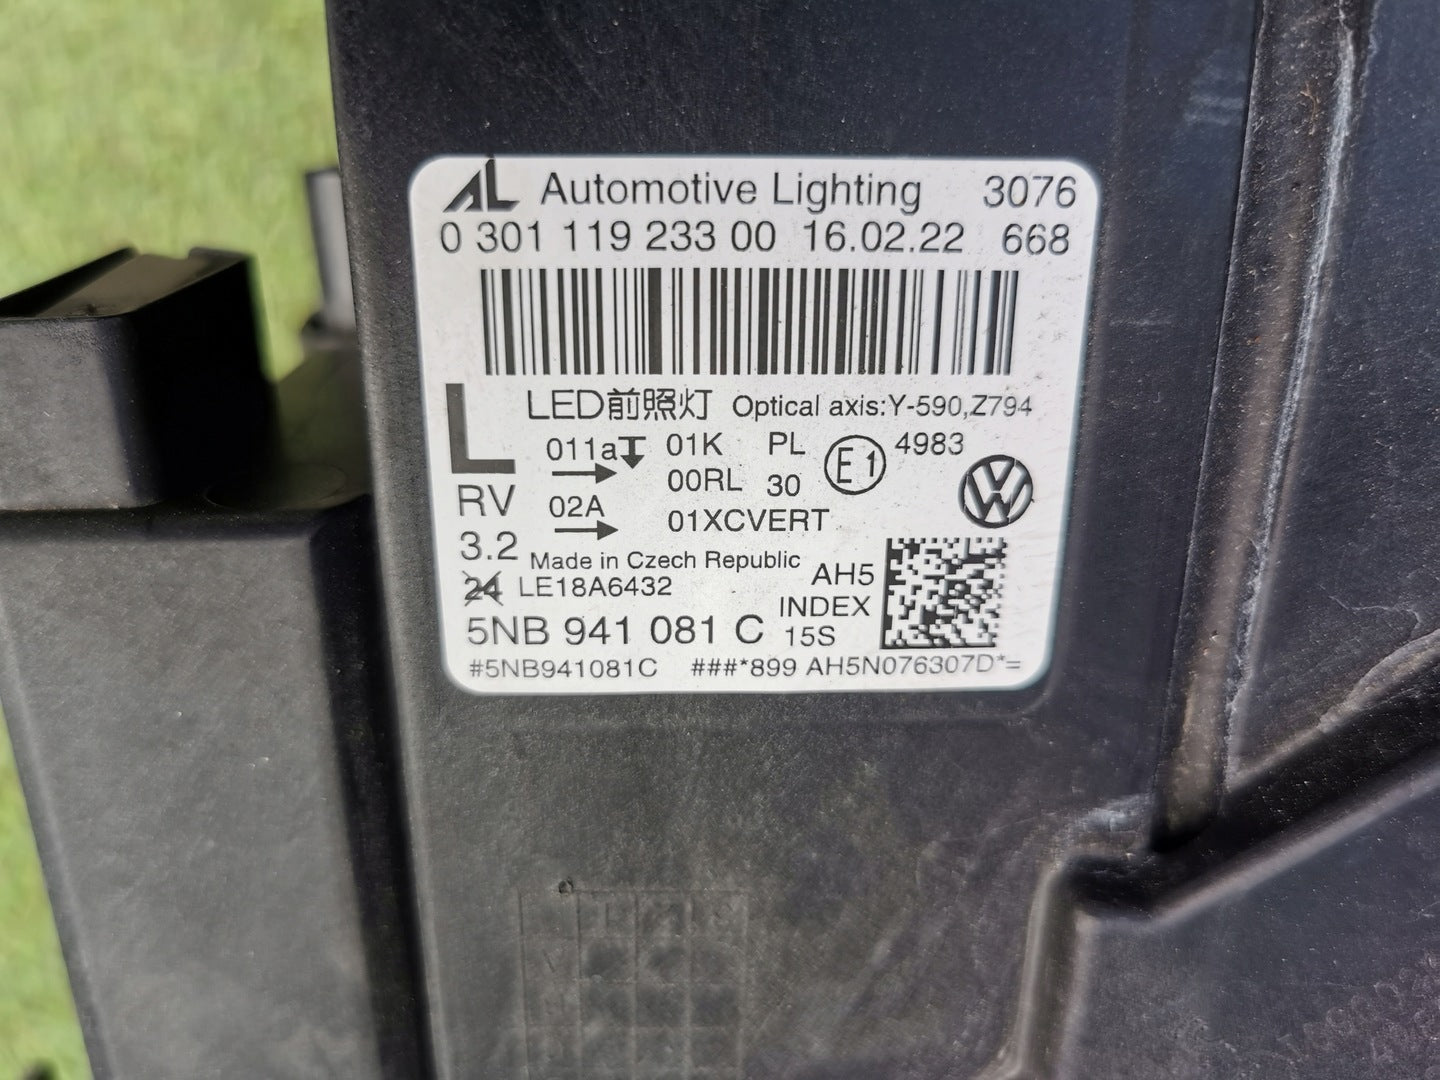 AL Automotive Lighting 3076
0 301 119 233 00 16.02.22 668
L LED前照灯 Optical axis:Y-590,Z794
011a 01K PL E1 4983
00RL 30
RV 02A 01XCVERT VW
3.2 Made in Czech Republic AH5
24 LE18A6432 INDEX
5NB 941 081 C 15S
#5NB941081C ###*899 AH5N076307D*=